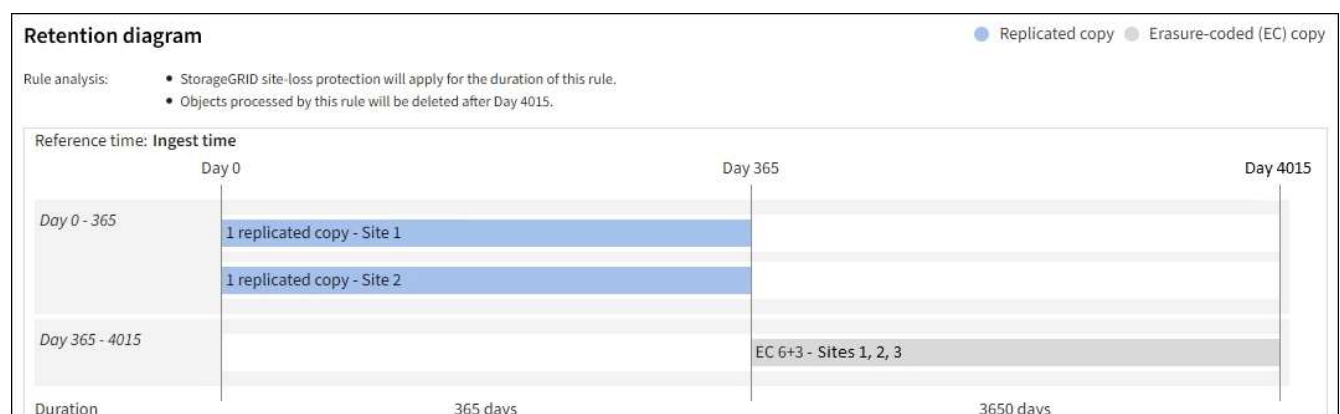 Retention diagram
Replicated copy Erasure-coded (EC) copy
Rule analysis:
• StorageGRID site-loss protection will apply for the duration of this rule.
• Objects processed by this rule will be deleted after Day 4015.
Reference time: Ingest time
Day 0 Day 365 Day 4015
Day 0 - 365
1 replicated copy - Site 1
1 replicated copy - Site 2
Day 365 - 4015
EC 6+3 - Sites 1, 2, 3
Duration 365 days 3650 days